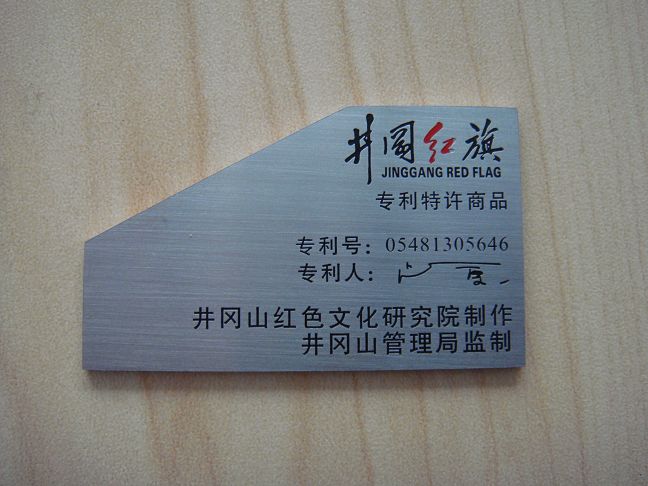 井冈红旗
JINGGANG RED FLAG
专利特许商品
专利号：05481305646
专利人：
井冈山红色文化研究院制作
井冈山管理局监制